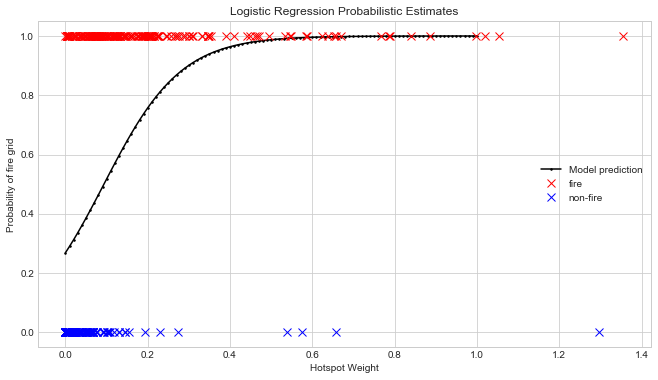 Logistic Regression Probabilistic Estimates
1.0
0.8
0.6
0.4
0.2
0.0
Probability of fire grid
Model prediction
fire
non-fire
0.0 0.2 0.4 0.6 0.8 1.0 1.2 1.4
Hotspot Weight